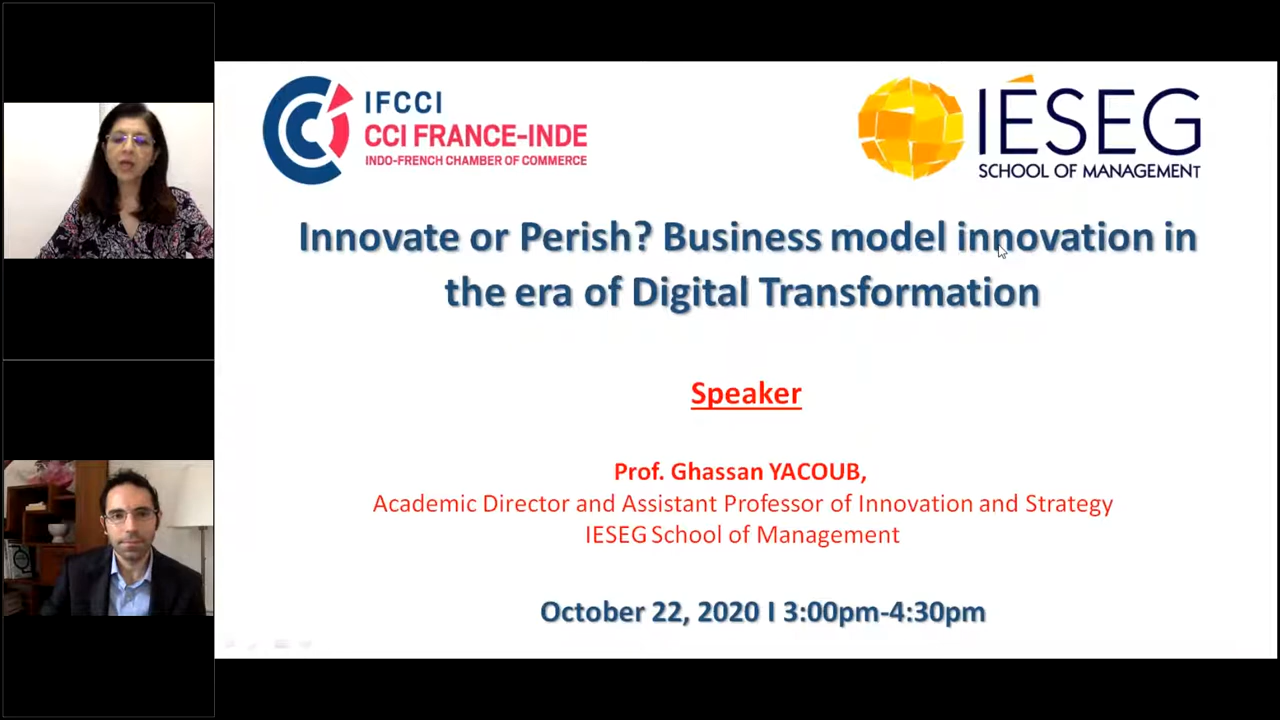 IFCCI
CCI FRANCE-INDE
INDO-FRENCH CHAMBER OF COMMERCE
IÉSEG
SCHOOL OF MANAGEMENT
Innovate or Perish? Business model innovation in
the era of Digital Transformation
Speaker
Prof. Ghassan YACOUB,
Academic Director and Assistant Professor of Innovation and Strategy
IESEG School of Management
October 22, 2020 I 3:00pm-4:30pm